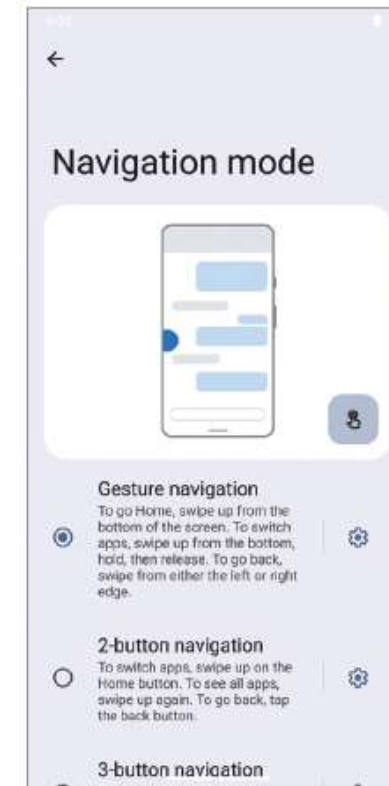 Navigation mode
Gesture navigation
To go Home, swipe up from the
bottom of the screen. To switch
apps, swipe up from the bottom,
hold, then release. To go back,
swipe from either the left or right
edge.
2-button navigation
To switch apps, swipe up on the
Home button. To see all apps,
swipe up again. To go back, tap
the back button.
3-button navigation